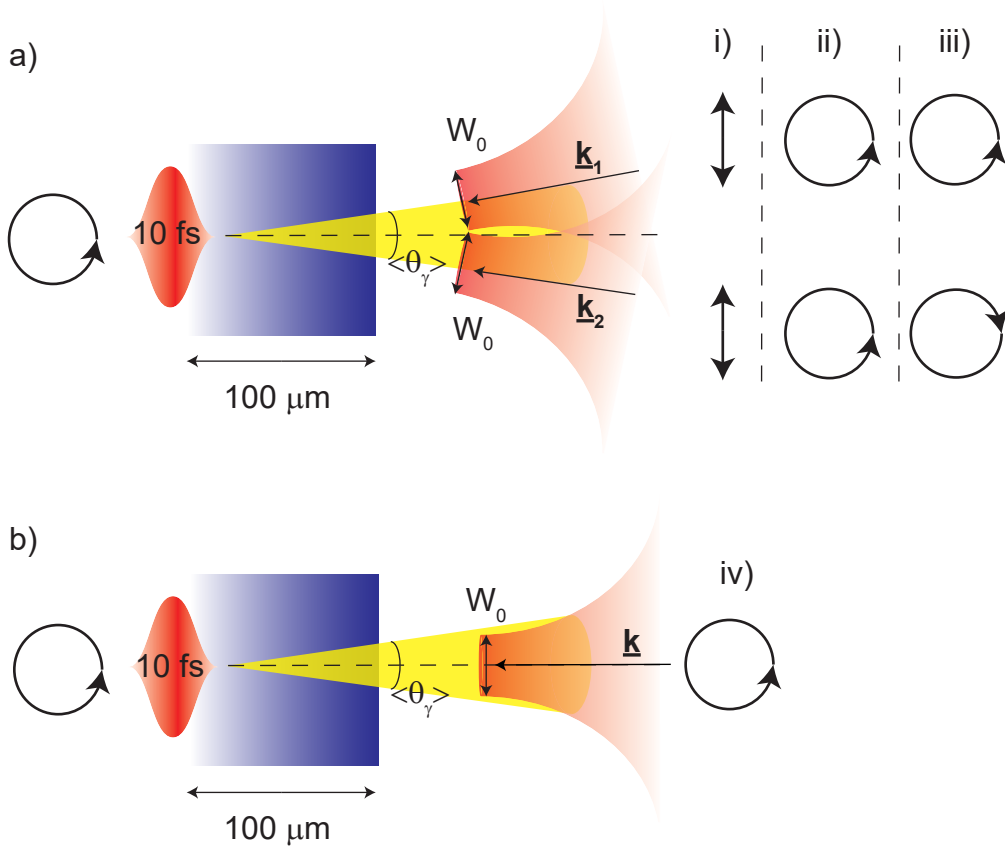 a)
i)
ii)
iii)
W₀
k₁
10 fs
<θᵧ>
k₂
W₀
100 μm
b)
iv)
W₀
k
10 fs
<θᵧ>
100 μm